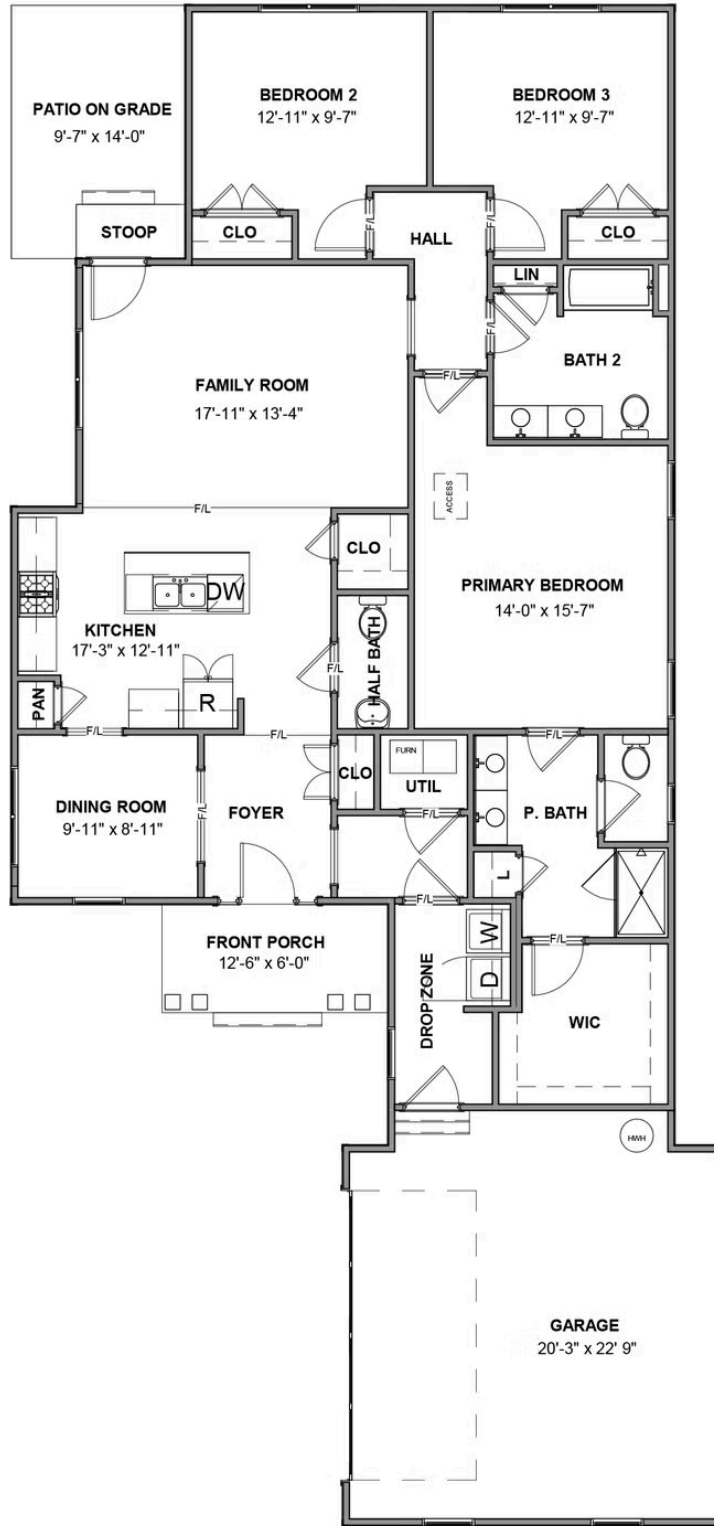 BEDROOM 2
12'-11" x 9'-7"
BEDROOM 3
12'-11" x 9'-7"
PATIO ON GRADE
9'-7" x 14'-0"
STOOP
CLO
F/L
HALL
F/L
CLO
LIN
F/L
BATH 2
F/L
FAMILY ROOM
17'-11" x 13'-4"
ACCESS
F/L
CLO
DW
PRIMARY BEDROOM
14'-0" x 15'-7"
KITCHEN
17'-3" x 12'-11"
HALF BATH
F/L
R
PAN
F/L
F/L
F/L
FURN
CLO
UTIL
DINING ROOM
9'-11" x 8'-11"
F/L
FOYER
F/L
P. BATH
L
F/L
W
F/L
FRONT PORCH
12'-6" x 6'-0"
DROP ZONE
D
WIC
HWH
GARAGE
20'-3" x 22' 9"